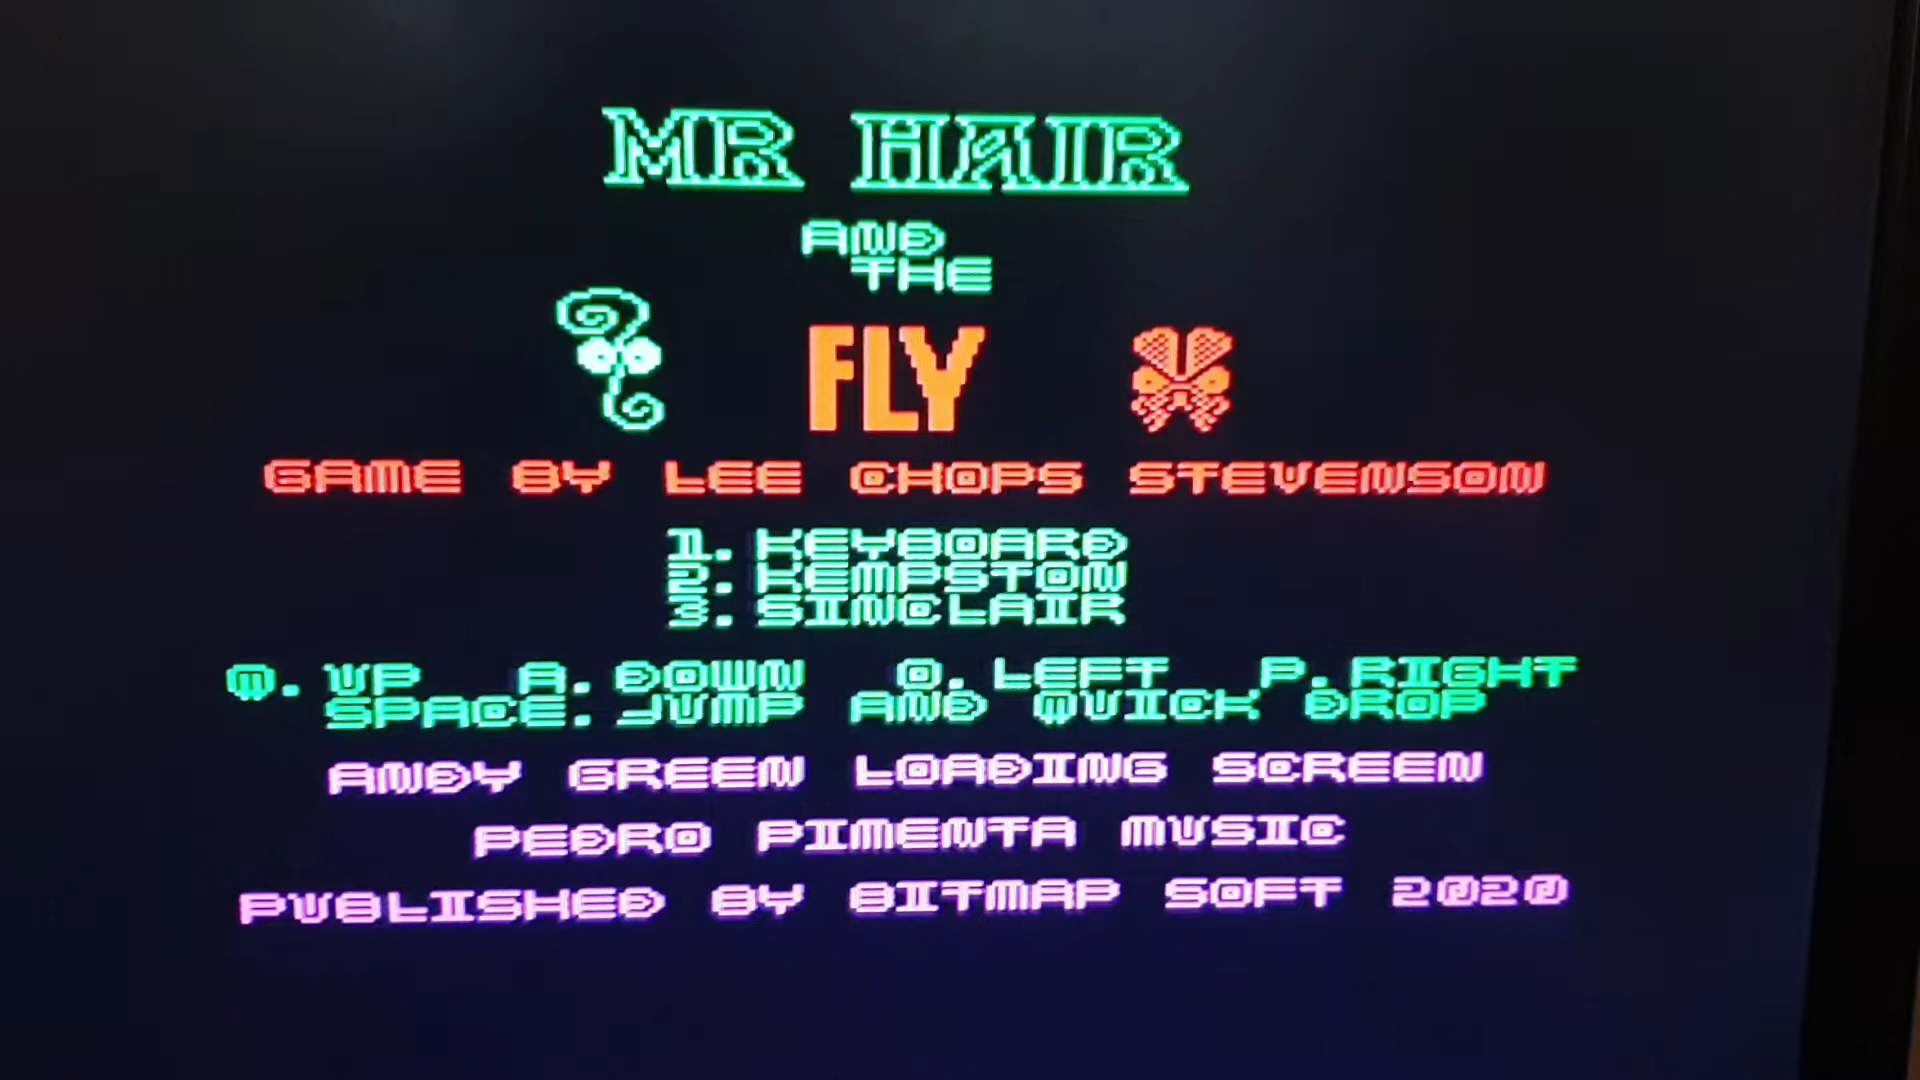 MR HAIR
AND
THE
FLY
GAME BY LEE CHOPS STEVENSON
1. KEYBOARD
2. KEMPSTON
3. SINCLAIR
Q. UP A. DOWN O. LEFT P. RIGHT
SPACE. JUMP AND QUICK DROP
ANDY GREEN LOADING SCREEN
PEDRO PIMENTA MUSIC
PUBLISHED BY BITMAP SOFT 2020